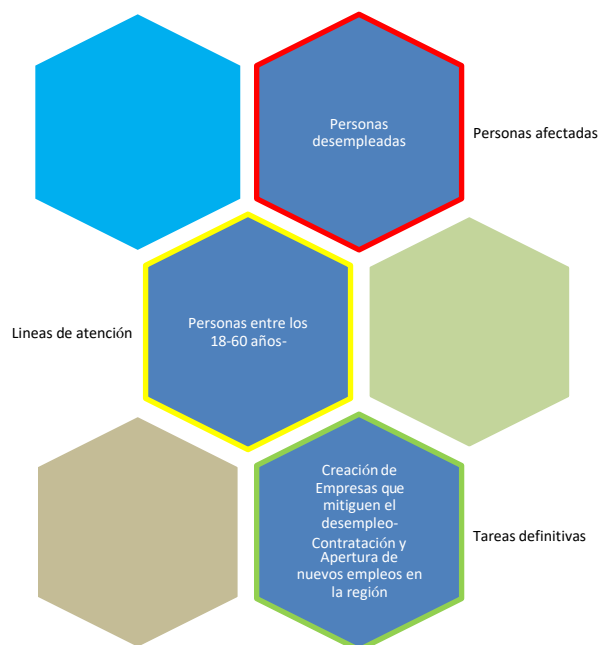 Personas
desempleadas
Personas afectadas
Lineas de atención
Personas entre los
18-60 años-
Creación de
Empresas que
mitiguen el
desempleo-
Contratación y
Apertura de
nuevos empleos en
la región
Tareas definitivas